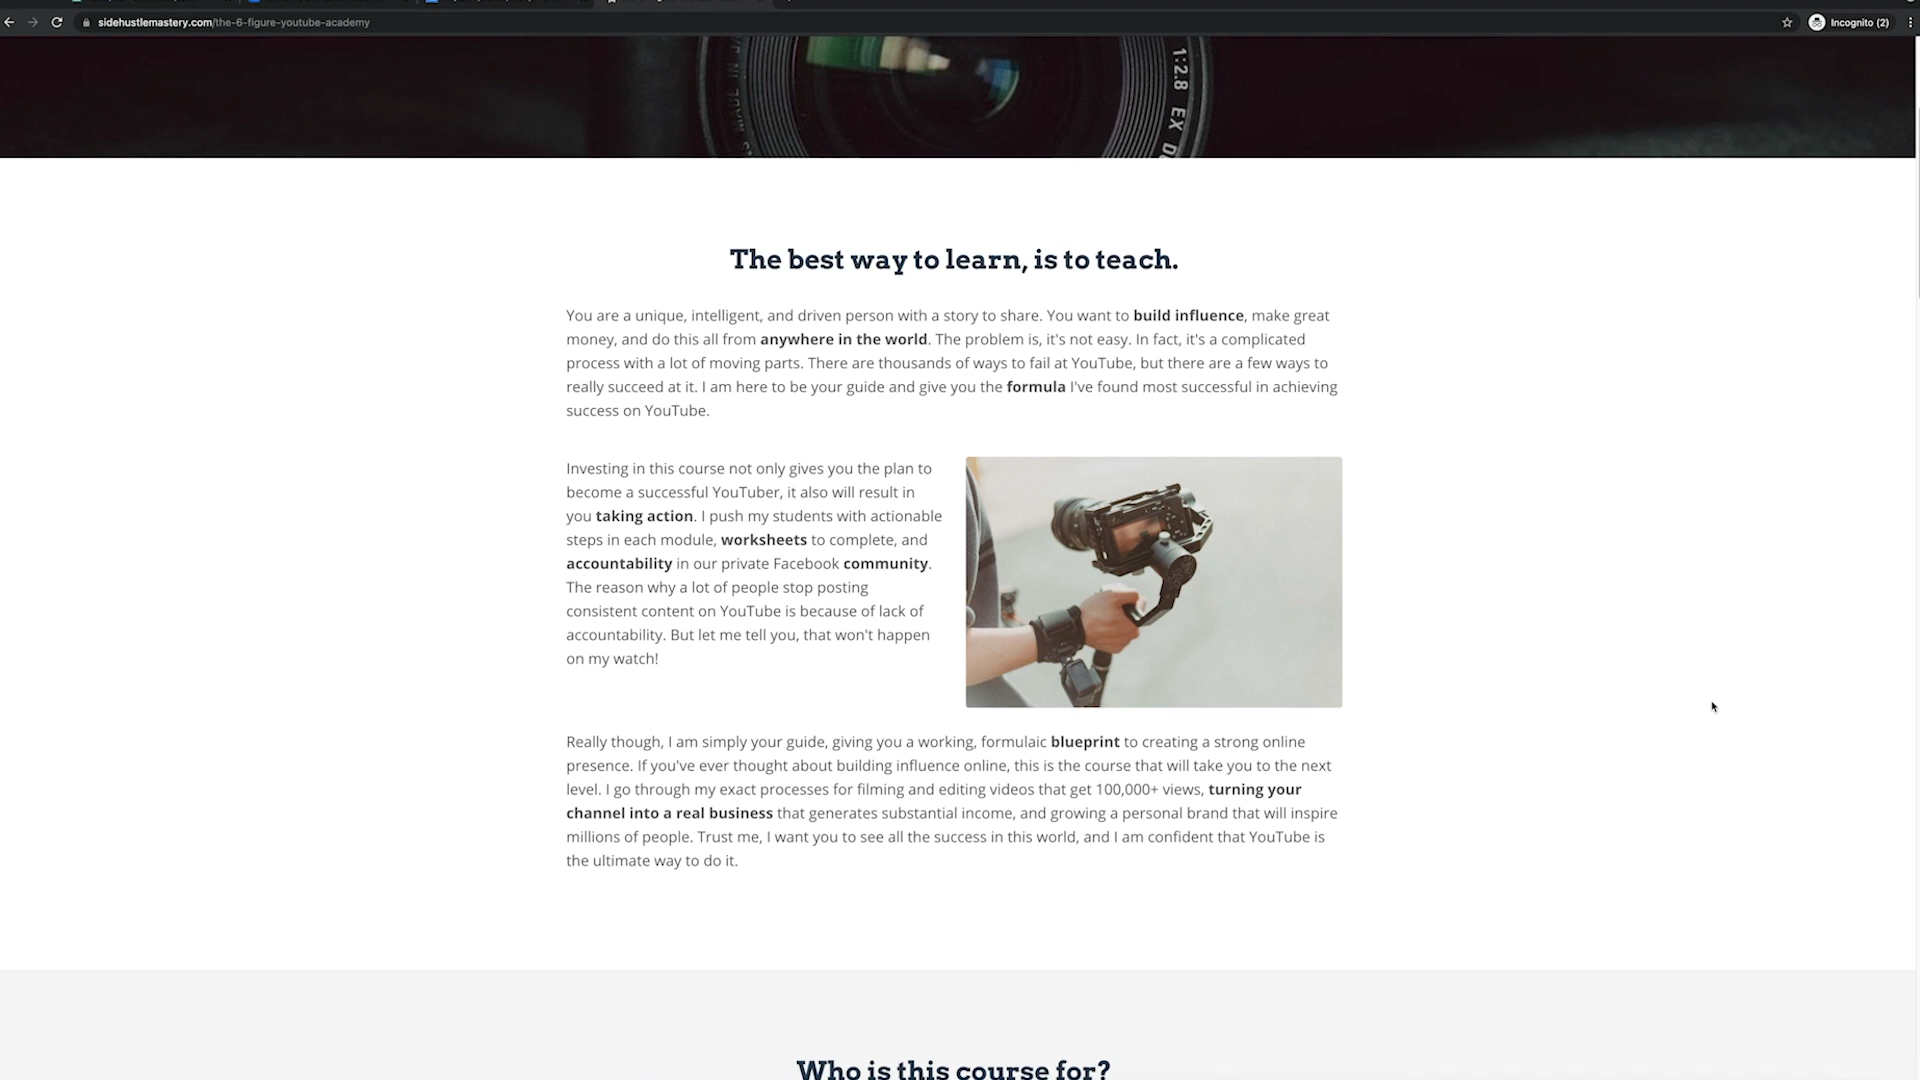 sidehustlemastery.com/the-6-figure-youtube-academy
Incognito (2)
1:2.8 EX
The best way to learn, is to teach.
You are a unique, intelligent, and driven person with a story to share. You want to build influence, make great
money, and do this all from anywhere in the world. The problem is, it's not easy. In fact, it's a complicated
process with a lot of moving parts. There are thousands of ways to fail at YouTube, but there are a few ways to
really succeed at it. I am here to be your guide and give you the formula I've found most successful in achieving
success on YouTube.
Investing in this course not only gives you the plan to
become a successful YouTuber, it also will result in
you taking action. I push my students with actionable
steps in each module, worksheets to complete, and
accountability in our private Facebook community.
The reason why a lot of people stop posting
consistent content on YouTube is because of lack of
accountability. But let me tell you, that won't happen
on my watch!
Really though, I am simply your guide, giving you a working, formulaic blueprint to creating a strong online
presence. If you've ever thought about building influence online, this is the course that will take you to the next
level. I go through my exact processes for filming and editing videos that get 100,000+ views, turning your
channel into a real business that generates substantial income, and growing a personal brand that will inspire
millions of people. Trust me, I want you to see all the success in this world, and I am confident that YouTube is
the ultimate way to do it.
Who is this course for?